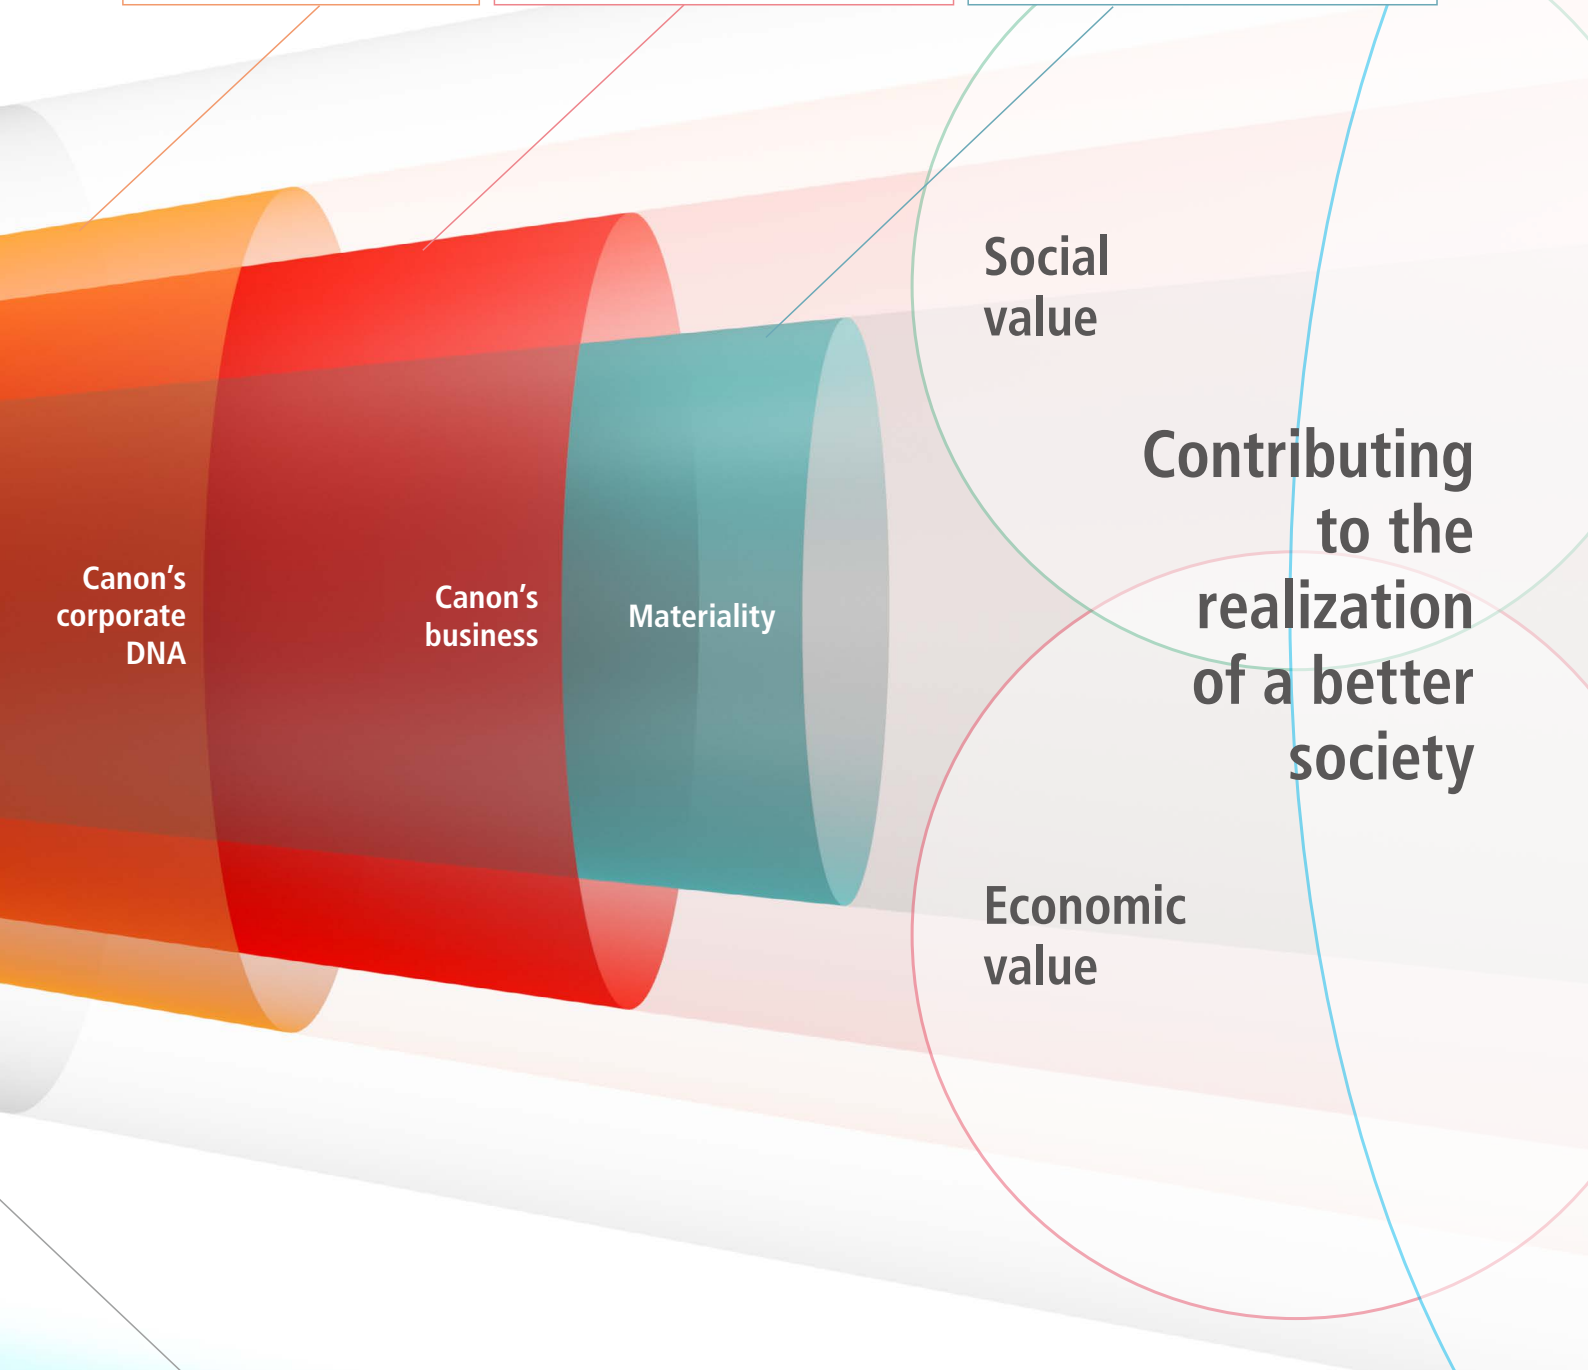 Social
value
Contributing
to the
realization
of a better
society
Canon’s
corporate
DNA
Canon’s
business
Materiality
Economic
value